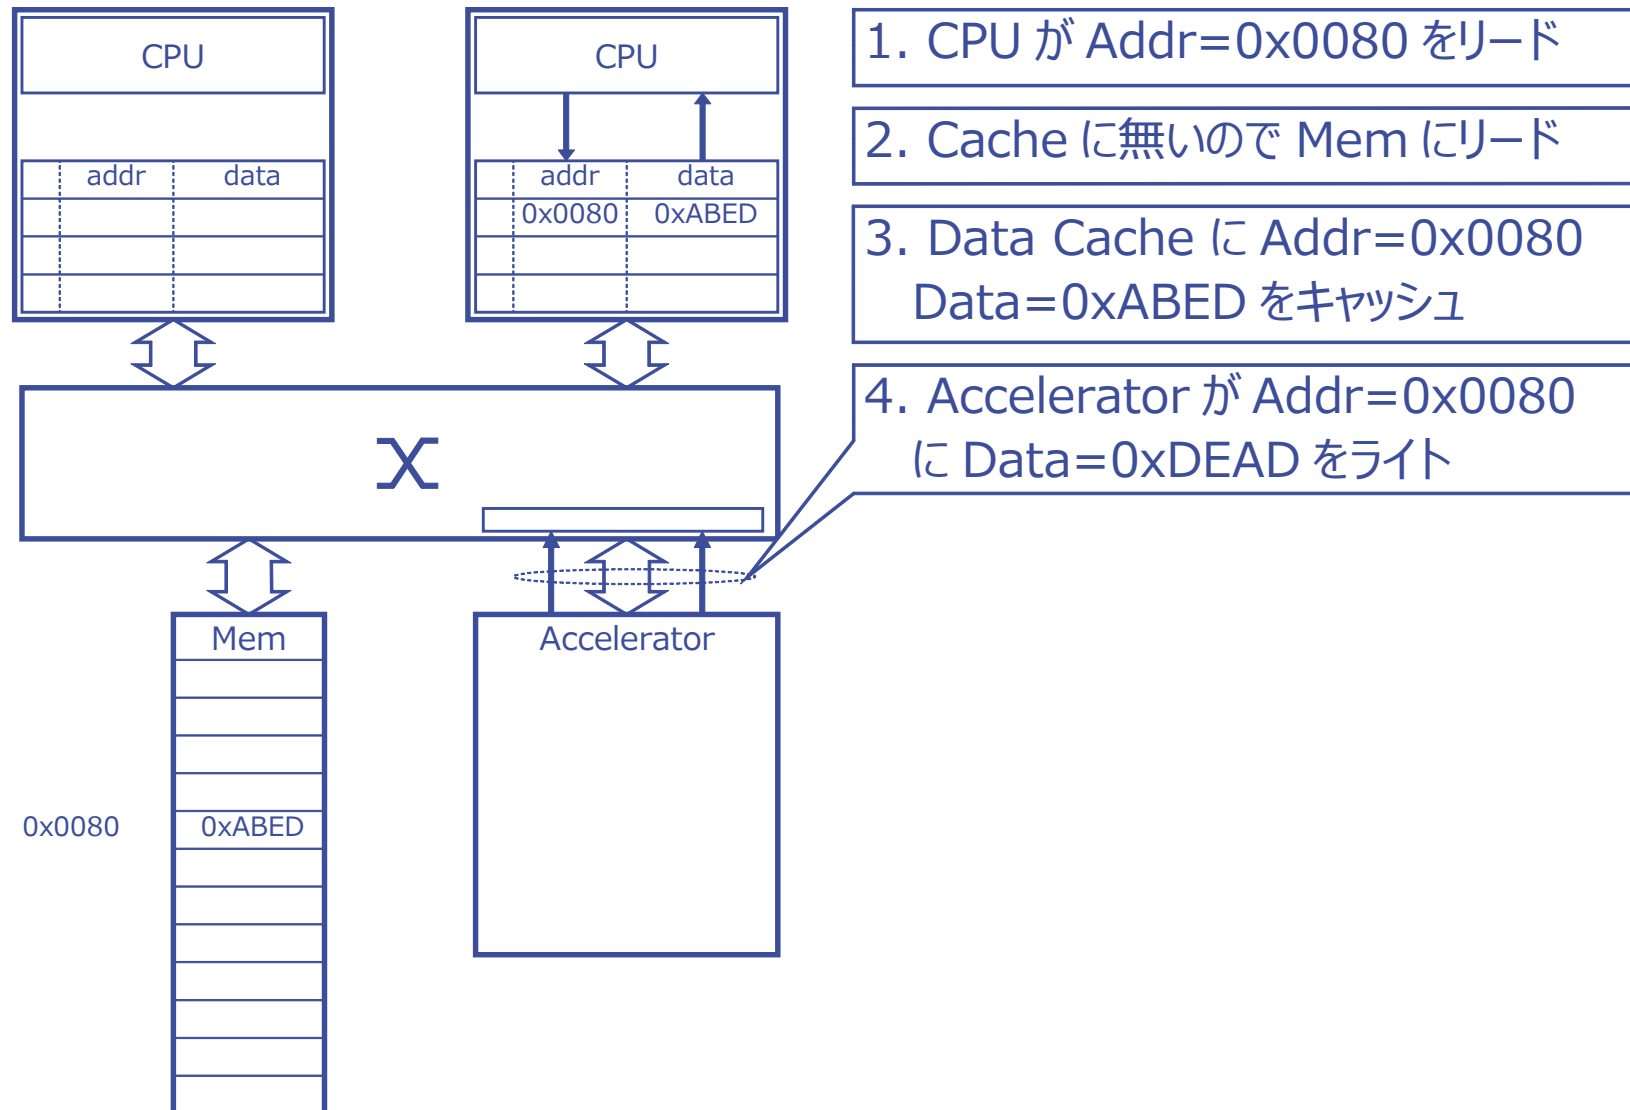 CPU
addr data
CPU
addr data
0x0080 0xABED
1. CPU が Addr=0x0080 をリード
2. Cache に無いので Mem にリード
3. Data Cache に Addr=0x0080
Data=0xABED をキャッシュ
4. Accelerator が Addr=0x0080
に Data=0xDEAD をライト
Mem
0x0080 0xABED
Accelerator